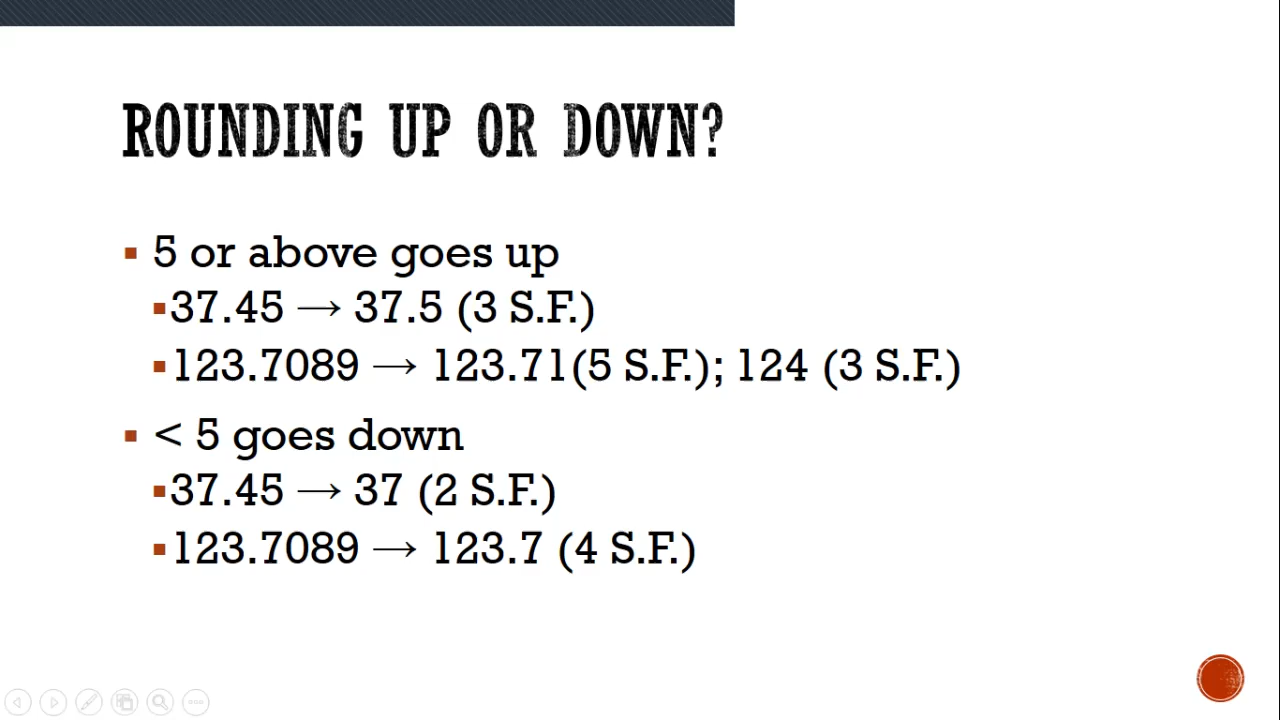 ROUNDING UP OR DOWN?
▪ 5 or above goes up
▪37.45 → 37.5 (3 S.F.)
▪123.7089 → 123.71(5 S.F.); 124 (3 S.F.)
▪ < 5 goes down
▪37.45 → 37 (2 S.F.)
▪123.7089 → 123.7 (4 S.F.)